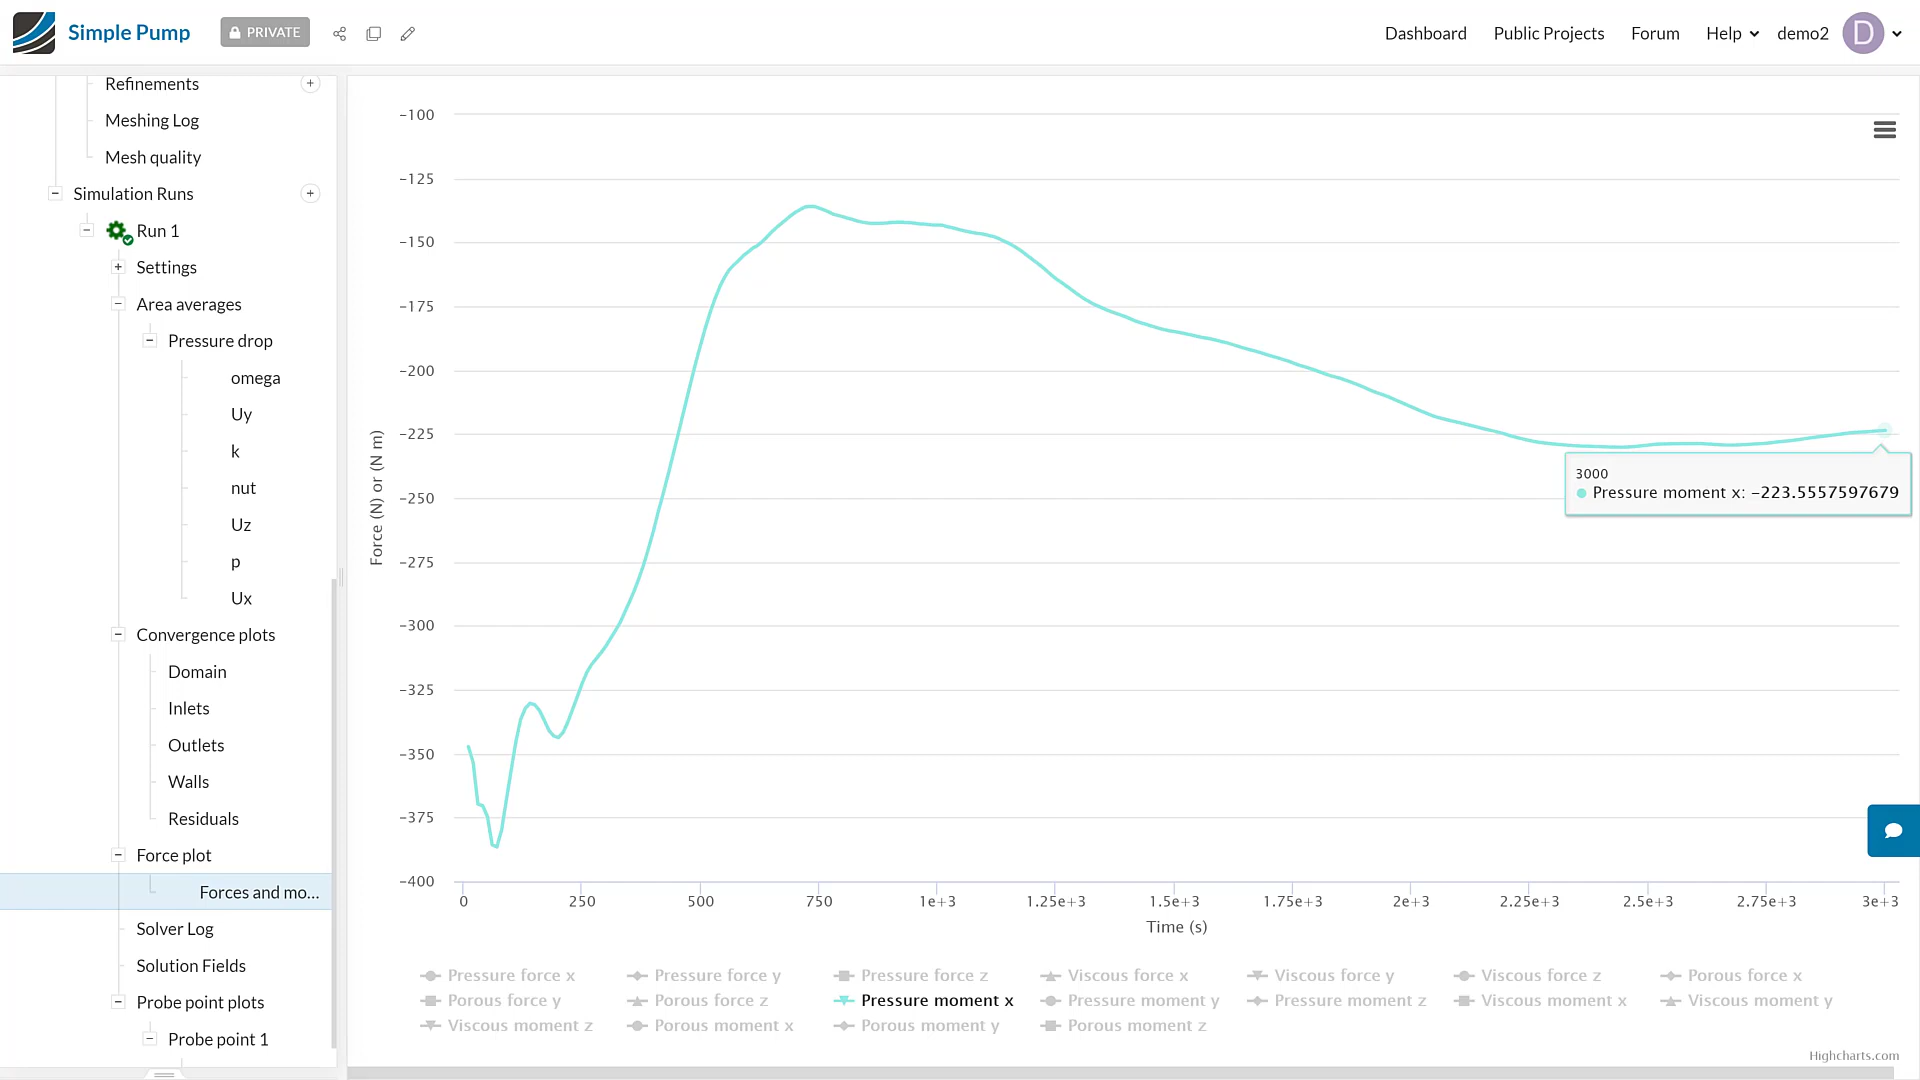 Simple Pump
PRIVATE
Dashboard
Public Projects
Forum
Help
demo2
D
Refinements
Meshing Log
Mesh quality
Simulation Runs
Run 1
Settings
Area averages
Pressure drop
omega
Uy
k
nut
Uz
p
Ux
Convergence plots
Domain
Inlets
Outlets
Walls
Residuals
Force plot
Forces and mo...
Solver Log
Solution Fields
Probe point plots
Probe point 1
Force (N) or (N m)
−100
−125
−150
−175
−200
−225
−250
−275
−300
−325
−350
−375
−400
3000
Pressure moment x: −223.5557597679
0 250 500 750 1e+3 1.25e+3 1.5e+3 1.75e+3 2e+3 2.25e+3 2.5e+3 2.75e+3 3e+3
Time (s)
Pressure force x Pressure force y Pressure force z Viscous force x Viscous force y Viscous force z Porous force x
Porous force y Porous force z Pressure moment x Pressure moment y Pressure moment z Viscous moment x Viscous moment y
Viscous moment z Porous moment x Porous moment y Porous moment z
Highcharts.com